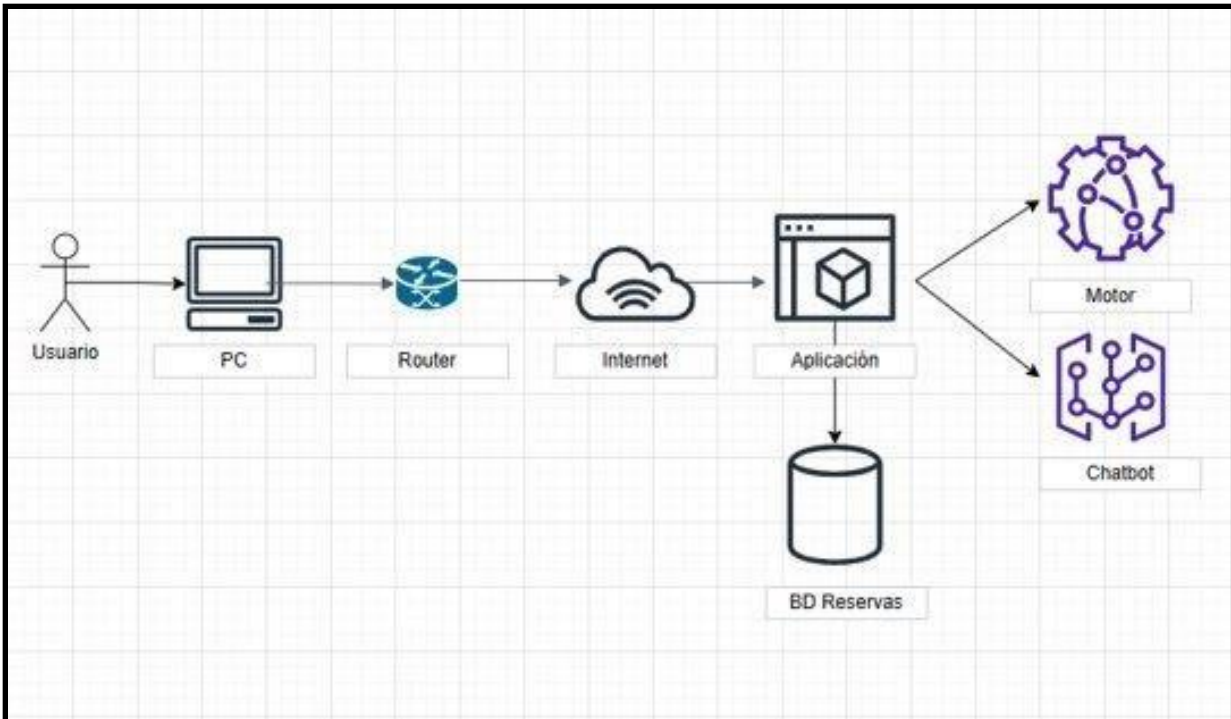 Usuario
PC
Router
Internet
Aplicación
Motor
Chatbot
BD Reservas